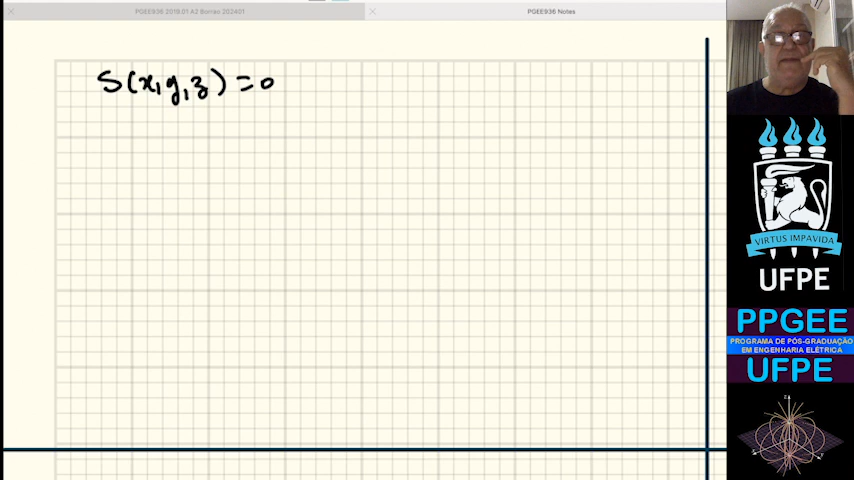 PGEE936 2019.01 A2 Borrao 202401
PGEE936 Notes
S(x,y,z) = 0
VIRTUS IMPAVIDA
UFPE
PPGEE
PROGRAMA DE PÓS-GRADUAÇÃO
EM ENGENHARIA ELÉTRICA
UFPE